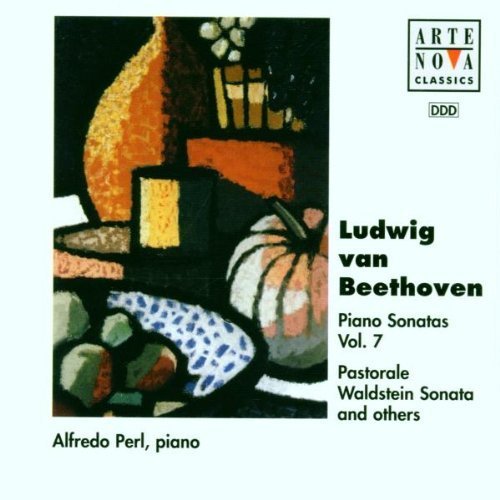 ARTE
NOVA
CLASSICS
DDD
Ludwig
van
Beethoven
Piano Sonatas
Vol. 7
Pastorale
Waldstein Sonata
and others
Alfredo Perl, piano